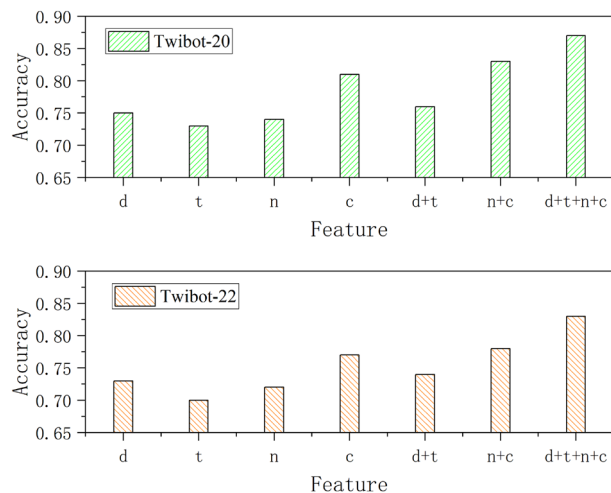 0.90
Twibot-20
0.85
0.80
0.75
0.70
0.65
Accuracy
d t n c d+t n+c d+t+n+c
Feature
0.90
Twibot-22
0.85
0.80
0.75
0.70
0.65
Accuracy
d t n c d+t n+c d+t+n+c
Feature